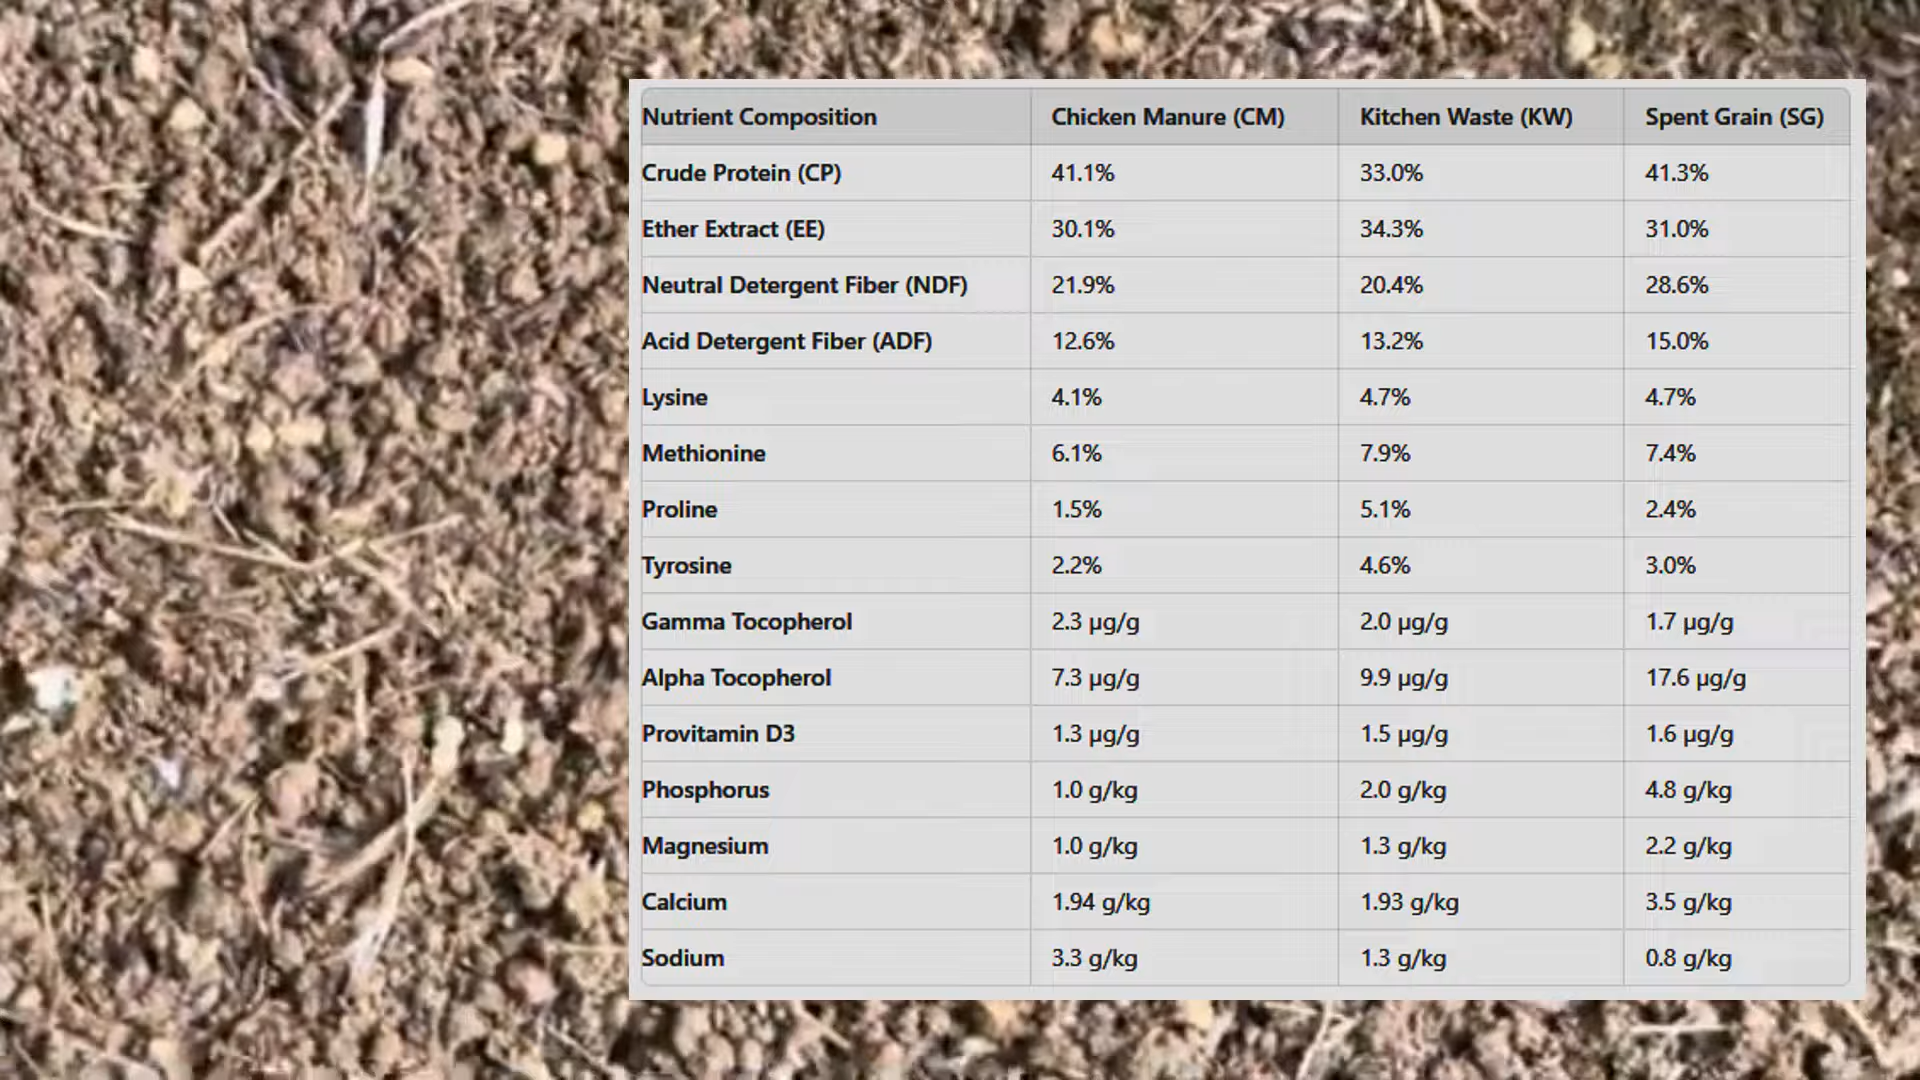 Nutrient Composition Chicken Manure (CM) Kitchen Waste (KW) Spent Grain (SG)
Crude Protein (CP) 41.1% 33.0% 41.3%
Ether Extract (EE) 30.1% 34.3% 31.0%
Neutral Detergent Fiber (NDF) 21.9% 20.4% 28.6%
Acid Detergent Fiber (ADF) 12.6% 13.2% 15.0%
Lysine 4.1% 4.7% 4.7%
Methionine 6.1% 7.9% 7.4%
Proline 1.5% 5.1% 2.4%
Tyrosine 2.2% 4.6% 3.0%
Gamma Tocopherol 2.3 µg/g 2.0 µg/g 1.7 µg/g
Alpha Tocopherol 7.3 µg/g 9.9 µg/g 17.6 µg/g
Provitamin D3 1.3 µg/g 1.5 µg/g 1.6 µg/g
Phosphorus 1.0 g/kg 2.0 g/kg 4.8 g/kg
Magnesium 1.0 g/kg 1.3 g/kg 2.2 g/kg
Calcium 1.94 g/kg 1.93 g/kg 3.5 g/kg
Sodium 3.3 g/kg 1.3 g/kg 0.8 g/kg